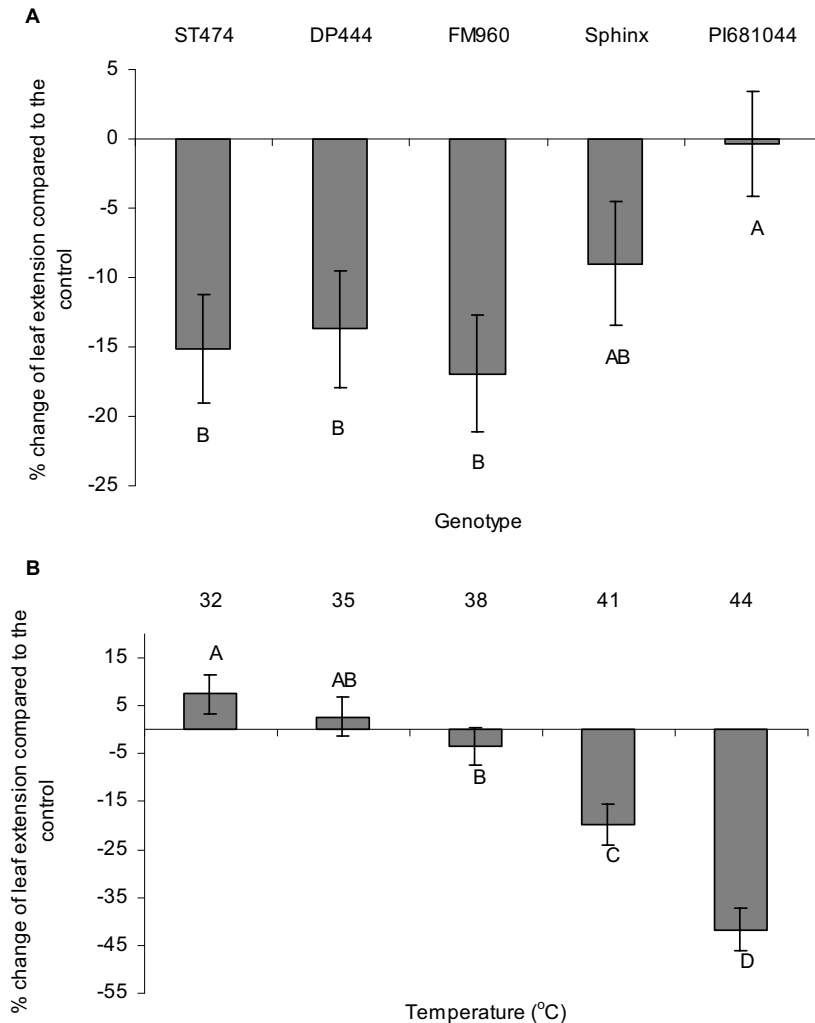 A
ST474 DP444 FM960 Sphinx PI681044
% change of leaf extension compared to the
control
5
0
-5
-10
-15
-20
-25
B B B AB A
Genotype
B
32 35 38 41 44
% change of leaf extension compared to the
control
15
5
-5
-15
-25
-35
-45
-55
A AB B C D
Temperature (°C)